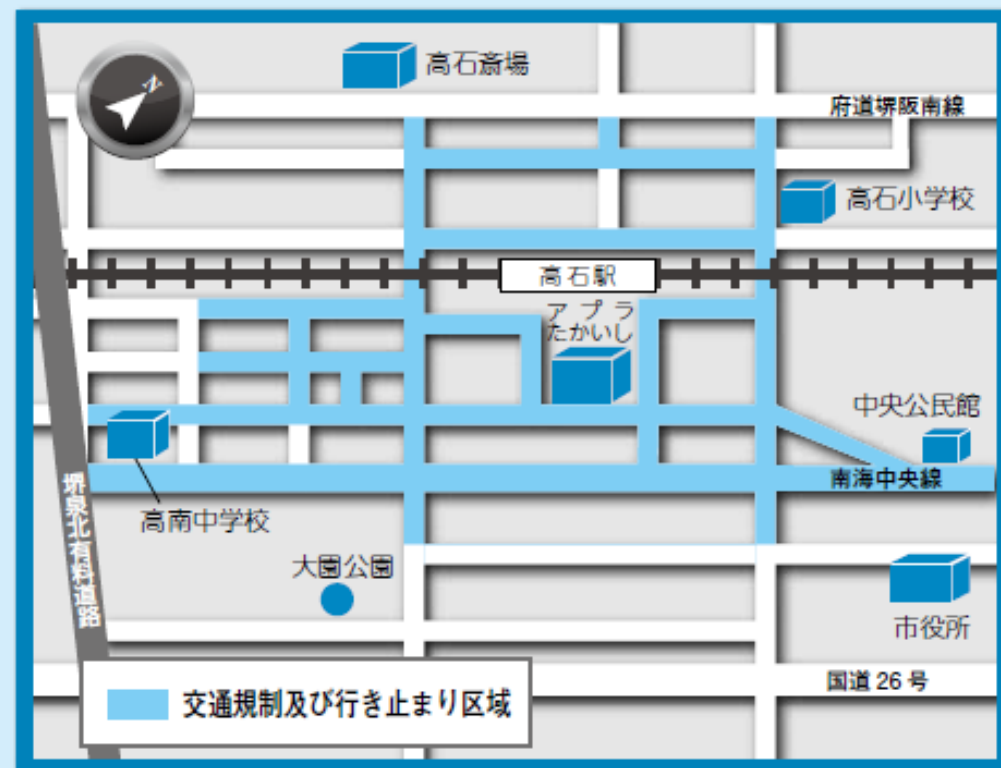 N
高石斎場
府道堺阪南線
高石小学校
高石駅
アプラ
たかいし
中央公民館
南海中央線
高南中学校
堺泉北有料道路
大園公園
市役所
国道26号
交通規制及び行き止まり区域